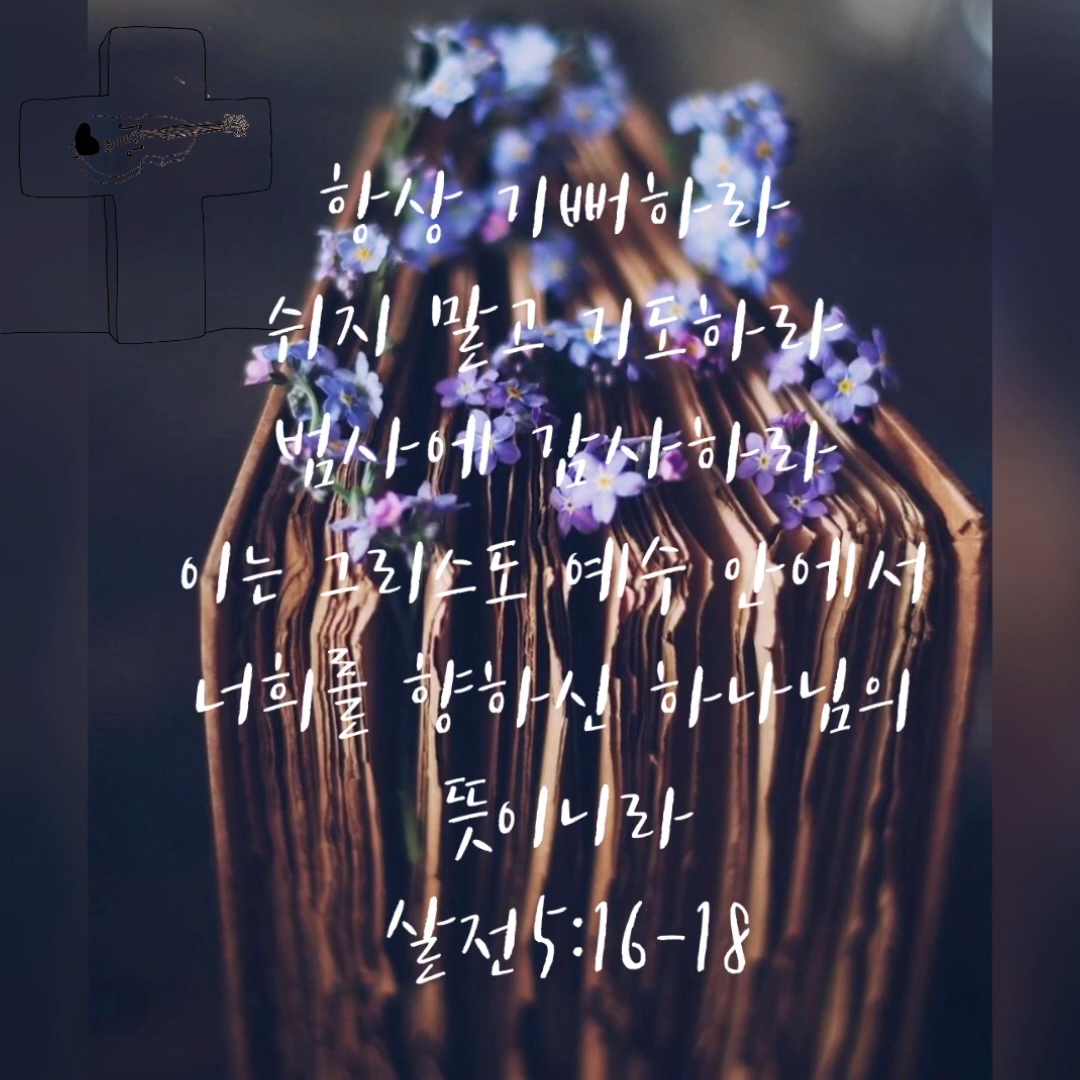 항상 기뻐하라
쉬지 말고 기도하라
범사에 감사하라
이는 그리스도 예수 안에서
너희를 향하신 하나님의
뜻이니라
살전5:16-18